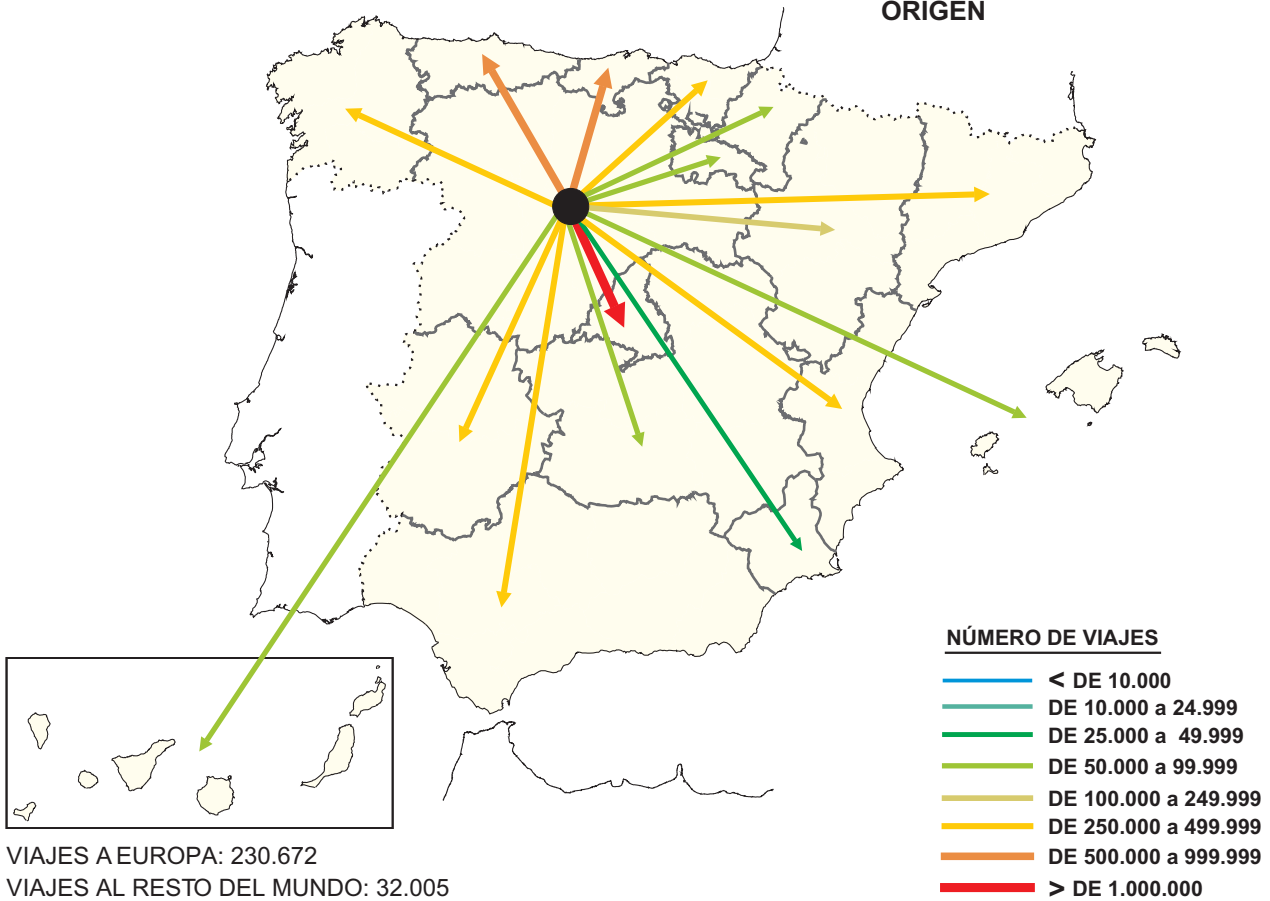 ORIGEN
NÚMERO DE VIAJES
< DE 10.000
DE 10.000 a 24.999
DE 25.000 a 49.999
DE 50.000 a 99.999
DE 100.000 a 249.999
DE 250.000 a 499.999
DE 500.000 a 999.999
> DE 1.000.000
VIAJES A EUROPA: 230.672
VIAJES AL RESTO DEL MUNDO: 32.005